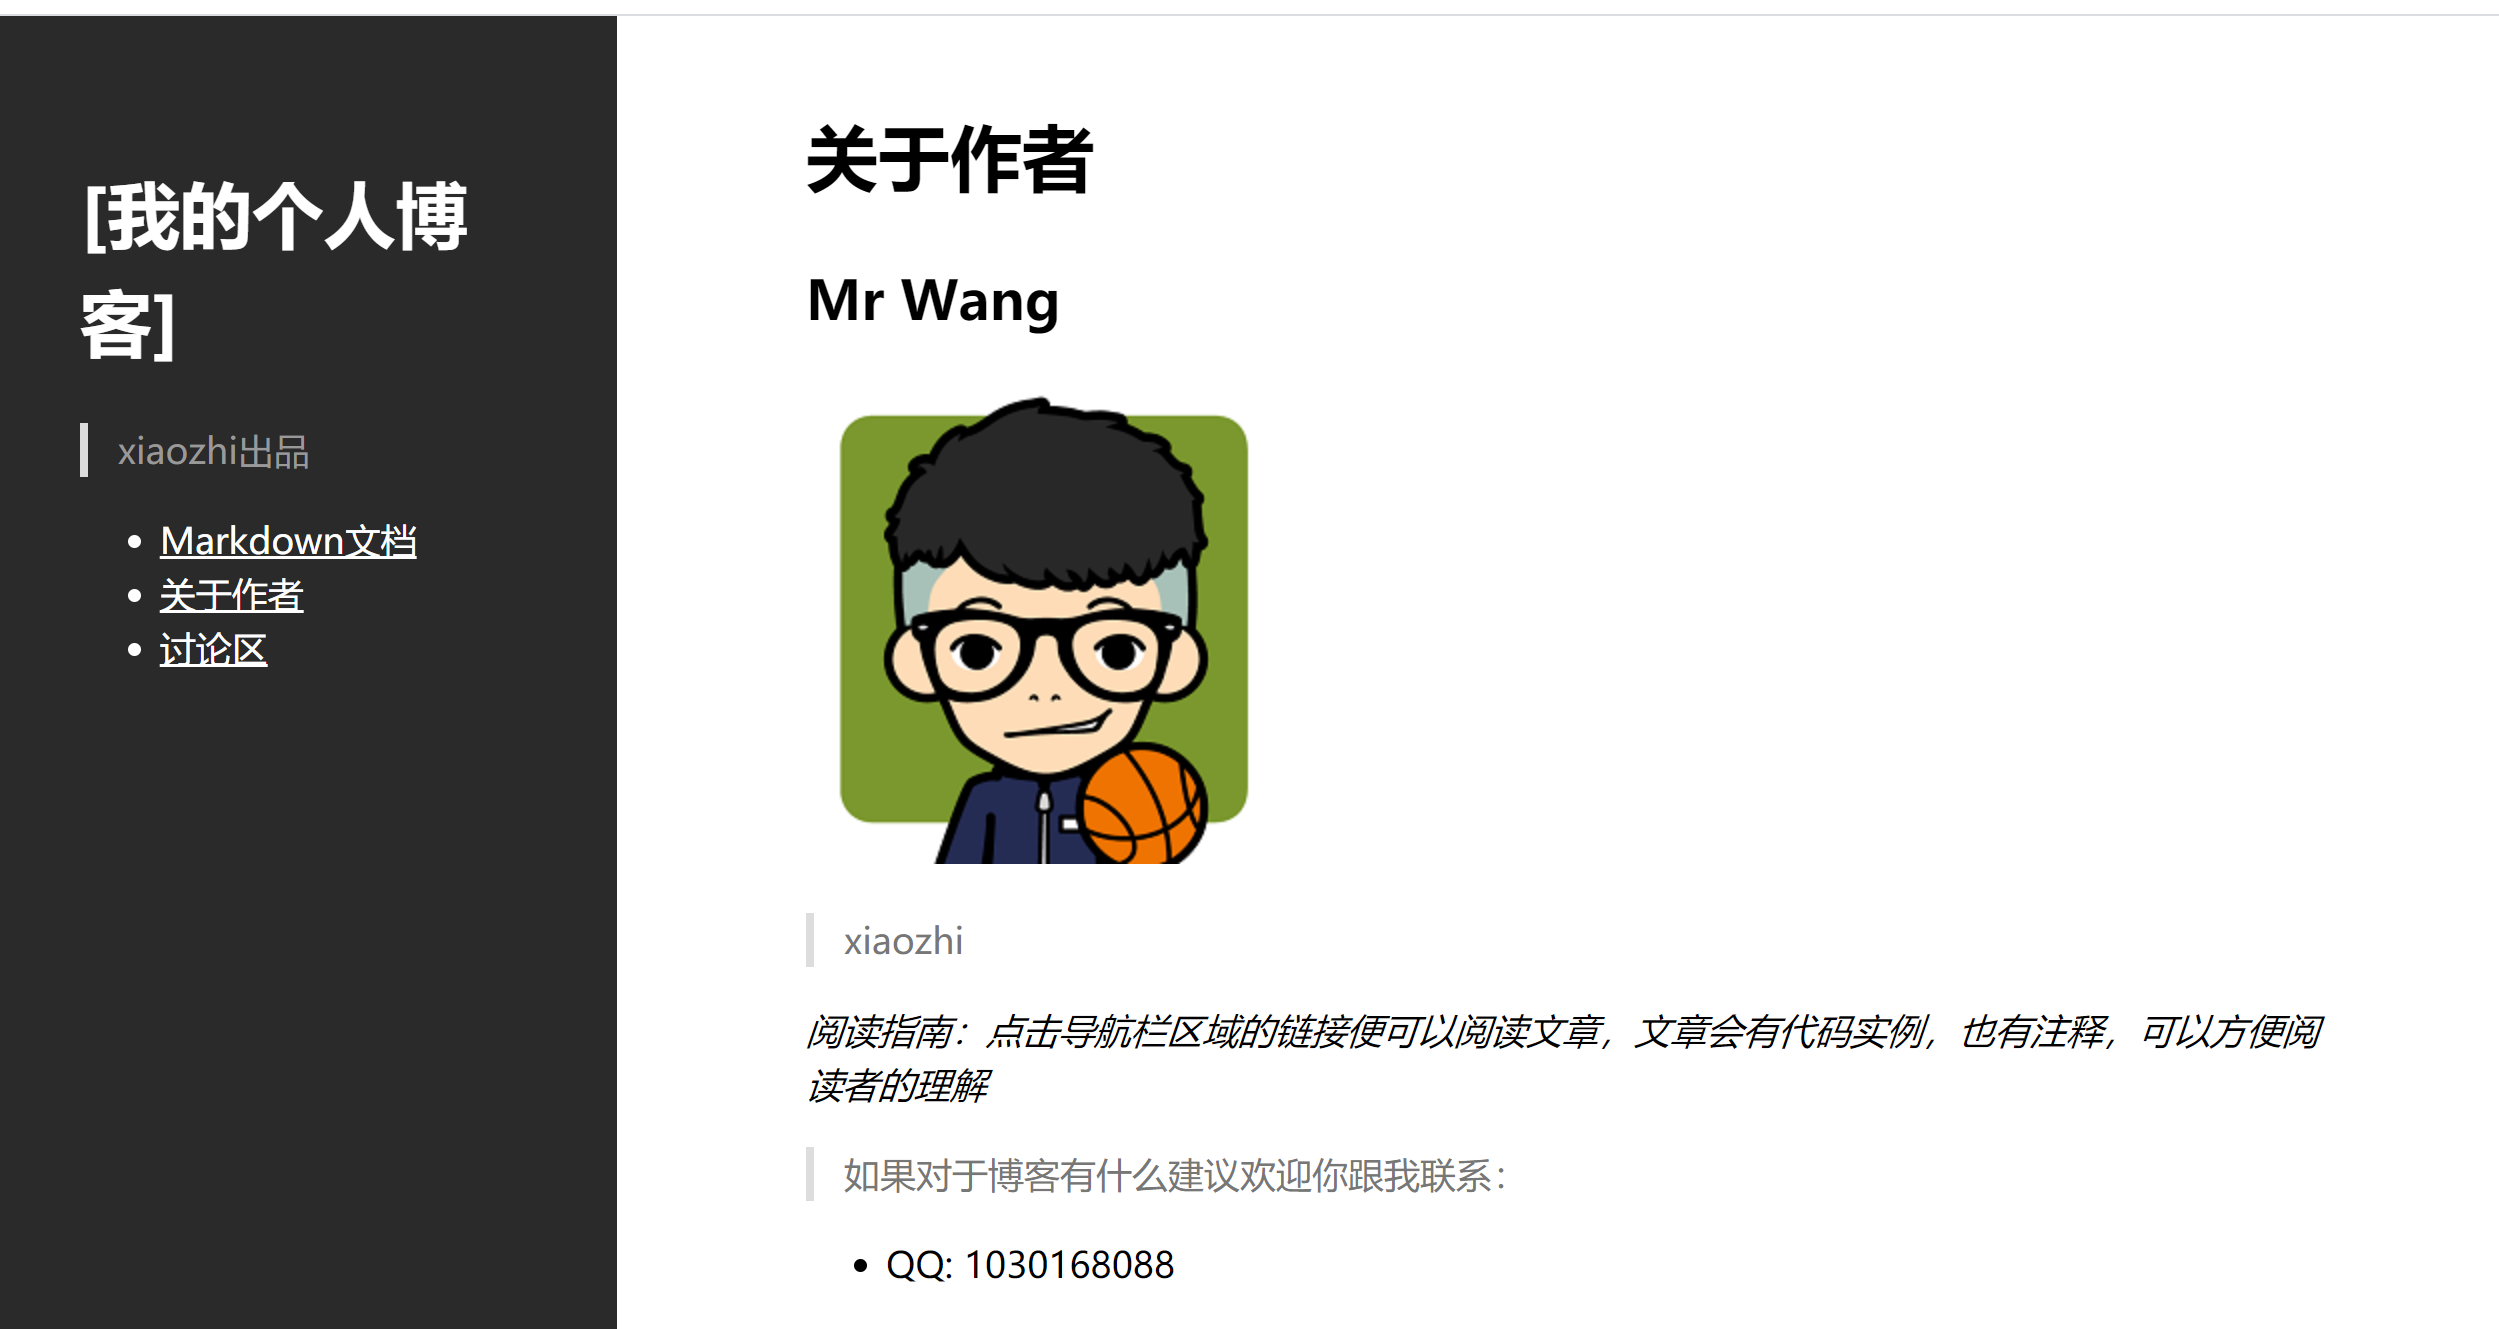 [我的个人博
客]
xiaozhi出品
Markdown文档
关于作者
讨论区
关于作者
Mr Wang
xiaozhi
阅读指南：点击导航栏区域的链接便可以阅读文章，文章会有代码实例，也有注释，可以方便阅
读者的理解
如果对于博客有什么建议欢迎你跟我联系：
QQ: 1030168088